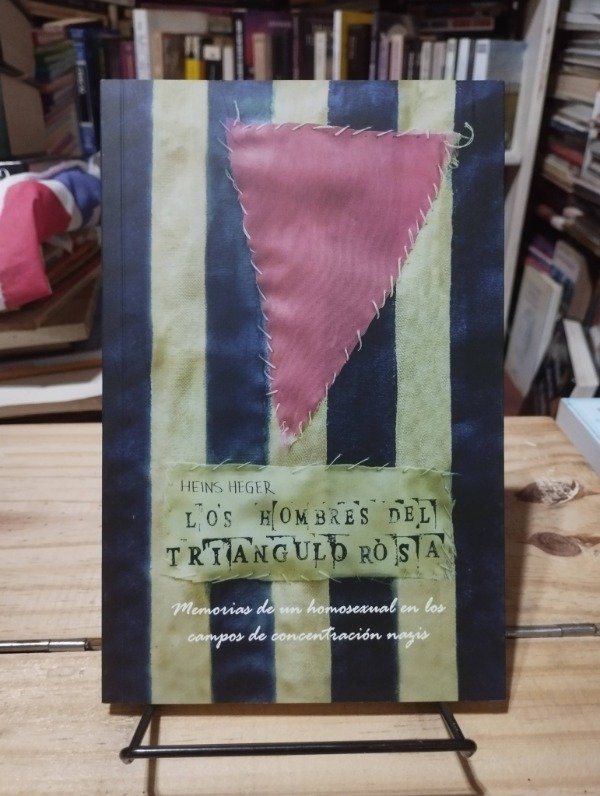 HEINS HEGER
LOS HOMBRES DEL
TRIANGULO ROSA
Memorias de un homosexual en los
campos de concentración nazis